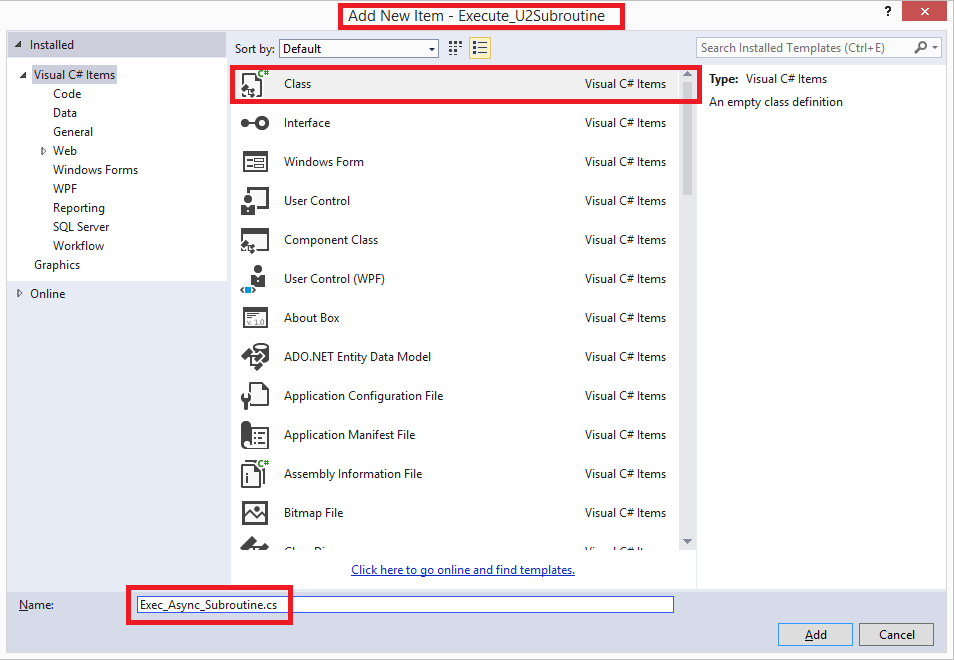 Add New Item - Execute_U2Subroutine
?
Installed
Sort by: Default
Search Installed Templates (Ctrl+E)
Visual C# Items
Code
Data
General
Web
Windows Forms
WPF
Reporting
SQL Server
Workflow
Graphics
Online
C#
Class Visual C# Items
Interface Visual C# Items
Windows Form Visual C# Items
User Control Visual C# Items
Component Class Visual C# Items
User Control (WPF) Visual C# Items
v. 1.0
About Box Visual C# Items
ADO.NET Entity Data Model Visual C# Items
Application Configuration File Visual C# Items
Application Manifest File Visual C# Items
C#
Assembly Information File Visual C# Items
Bitmap File Visual C# Items
Visual C# Items
Type: Visual C# Items
An empty class definition
Click here to go online and find templates.
Name: Exec_Async_Subroutine.cs
Add Cancel